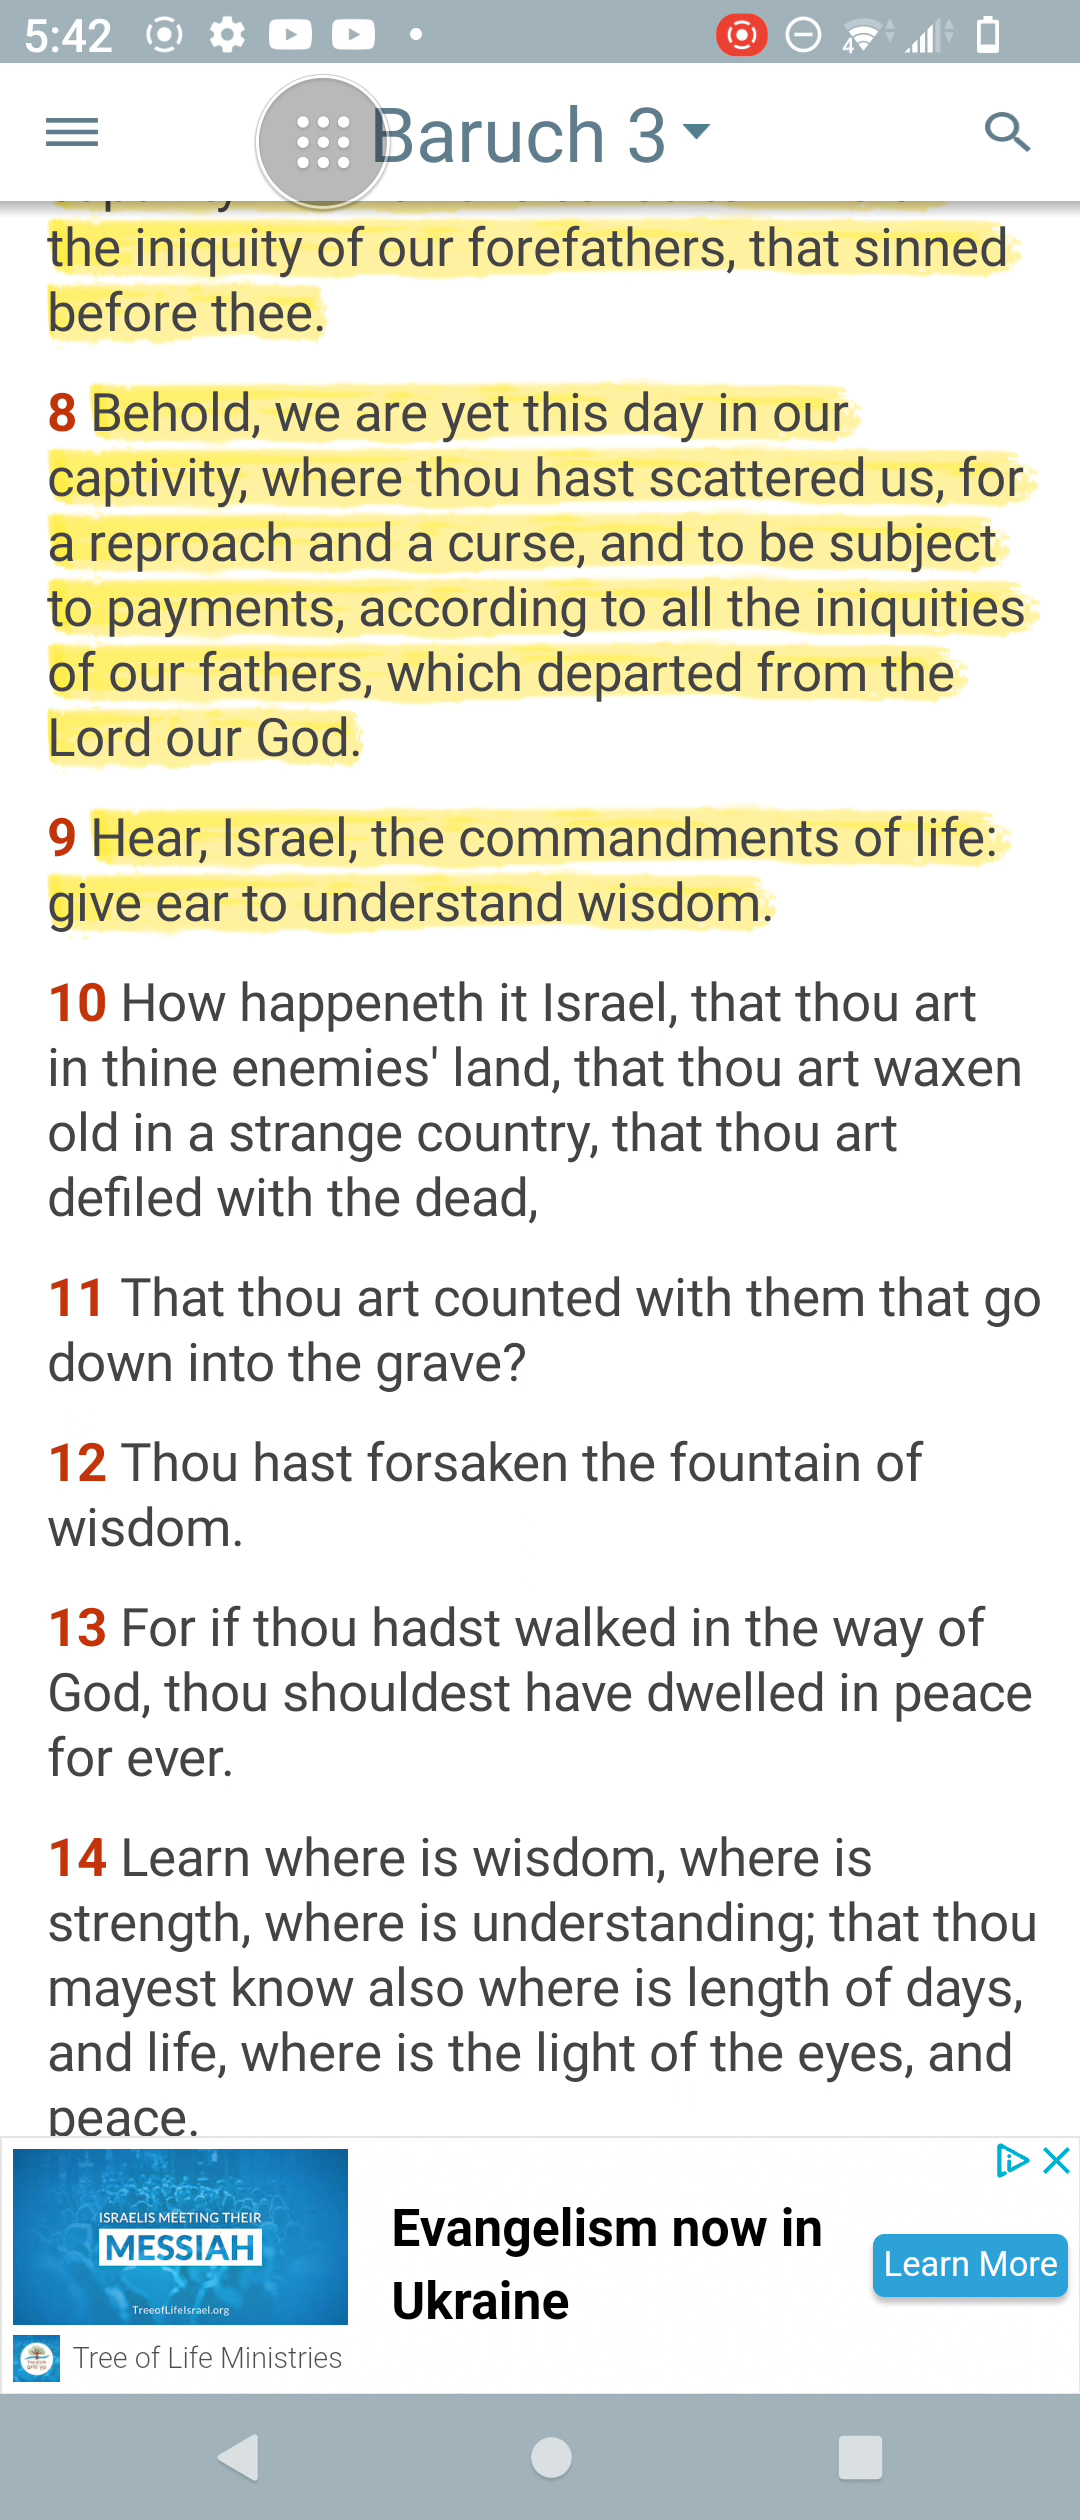 5:42
4
Baruch 3
the iniquity of our forefathers, that sinned
before thee.
8 Behold, we are yet this day in our
captivity, where thou hast scattered us, for
a reproach and a curse, and to be subject
to payments, according to all the iniquities
of our fathers, which departed from the
Lord our God.
9 Hear, Israel, the commandments of life:
give ear to understand wisdom.
10 How happeneth it Israel, that thou art
in thine enemies' land, that thou art waxen
old in a strange country, that thou art
defiled with the dead,
11 That thou art counted with them that go
down into the grave?
12 Thou hast forsaken the fountain of
wisdom.
13 For if thou hadst walked in the way of
God, thou shouldest have dwelled in peace
for ever.
14 Learn where is wisdom, where is
strength, where is understanding; that thou
mayest know also where is length of days,
and life, where is the light of the eyes, and
peace.
ISRAELIS MEETING THEIR
MESSIAH
TreeofLifeIsrael.org
Evangelism now in
Ukraine
Learn More
Tree of Life Ministries